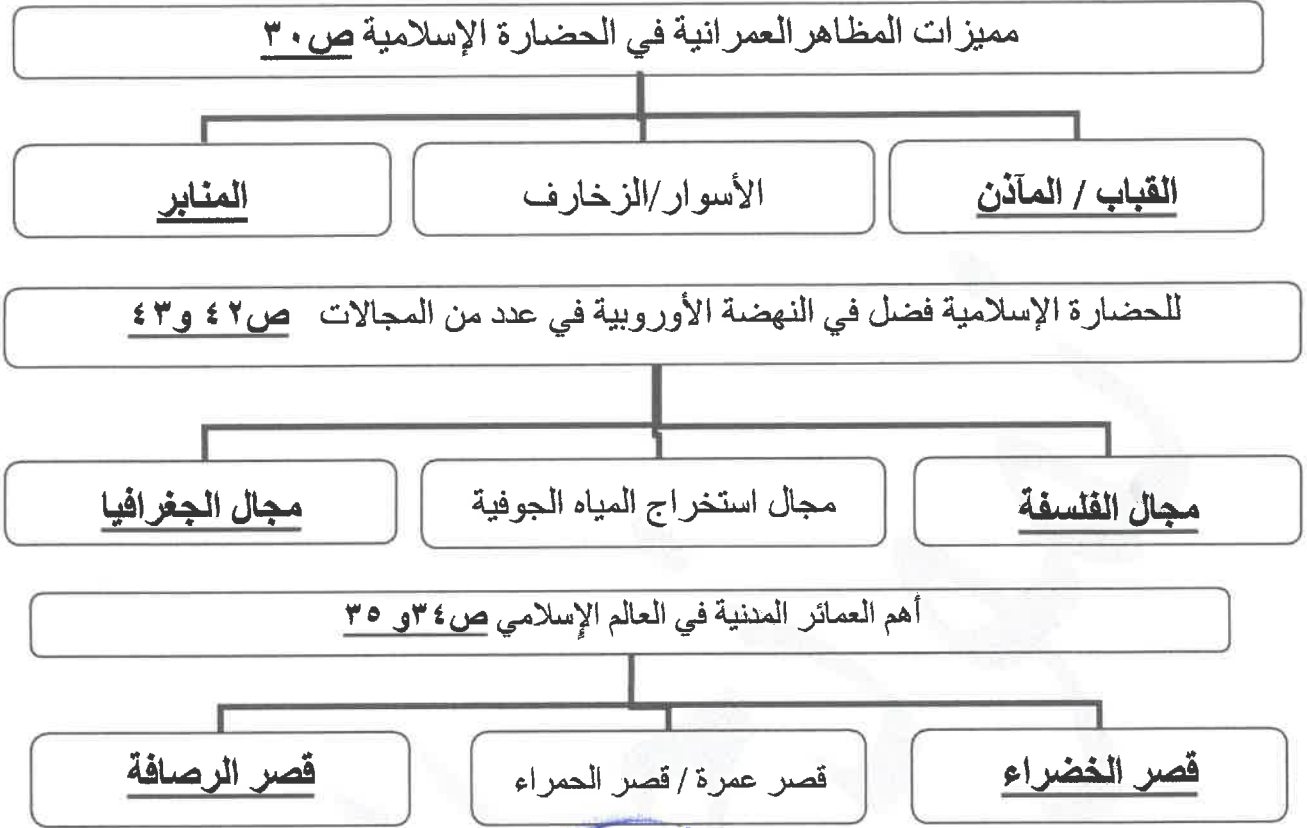 مميزات المظاهر العمرانية في الحضارة الإسلامية ص٣٠
القباب / المآذن
الأسوار/الزخارف
المنابر
للحضارة الإسلامية فضل في النهضة الأوروبية في عدد من المجالات ص٤٢ و٤٣
مجال الفلسفة
مجال استخراج المياه الجوفية
مجال الجغرافيا
أهم العمائر المدنية في العالم الإسلامي ص٣٤و ٣٥
قصر الخضراء
قصر عمرة / قصر الحمراء
قصر الرصافة